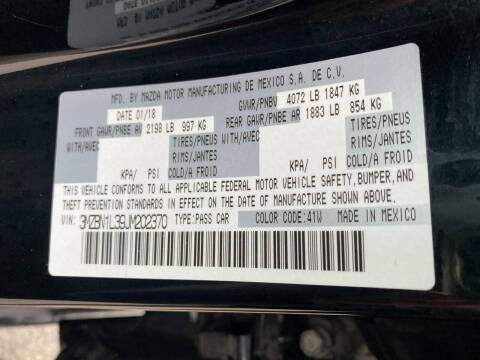 MFD. BY MAZDA MOTOR MANUFACTURING DE MEXICO S.A. DE C.V.
DATE 01/18 GVWR/PNBV 4072 LB 1847 KG
FRONT GAWR/PNBE AV 2198 LB 997 KG REAR GAWR/PNBE AR 1883 LB 854 KG
WITH/AVEC TIRES/PNEUS WITH/AVEC TIRES/PNEUS
RIMS/JANTES RIMS/JANTES
COLD/A FROID COLD/A FROID
KPA/ PSI KPA/ PSI
THIS VEHICLE CONFORMS TO ALL APPLICABLE FEDERAL MOTOR VEHICLE SAFETY, BUMPER, AND
THEFT PREVENTION STANDARDS IN EFFECT ON THE DATE OF MANUFACTURE SHOWN ABOVE.
VIN: 3MZBN1L39JM202370 TYPE:PASS CAR COLOR CODE:41W MADE IN MEXICO